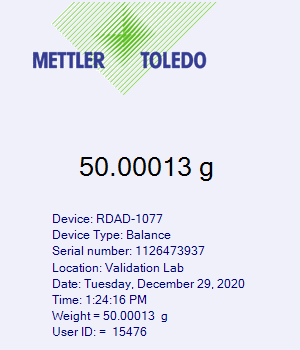 METTLER TOLEDO
50.00013 g
Device: RDAD-1077
Device Type: Balance
Serial number: 1126473937
Location: Validation Lab
Date: Tuesday, December 29, 2020
Time: 1:24:16 PM
Weight = 50.00013  g
User ID: =  15476